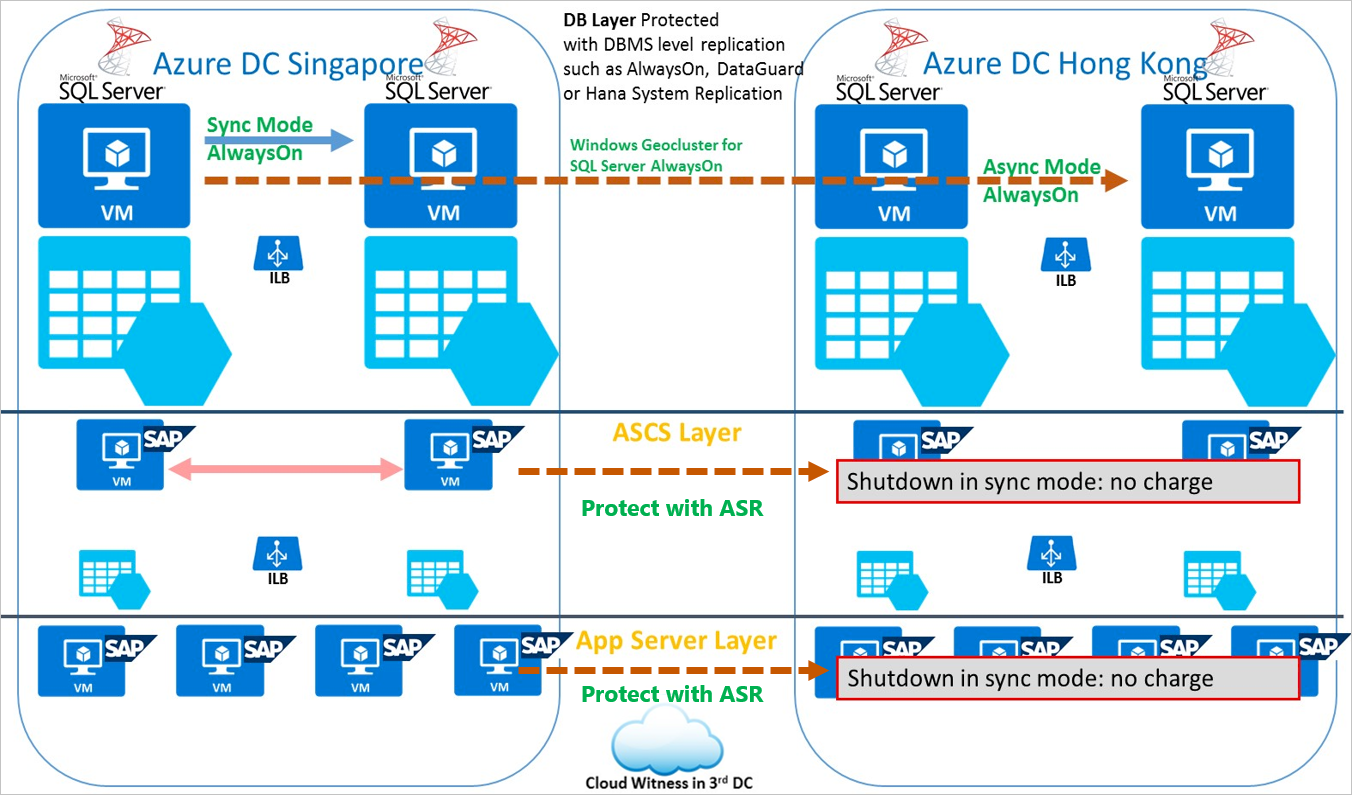 Azure DC Singapore
Microsoft®
SQL Server®
Microsoft®
SQL Server®
DB Layer Protected
with DBMS level replication
such as AlwaysOn, DataGuard
or Hana System Replication
Azure DC Hong Kong
Microsoft®
SQL Server®
Microsoft®
SQL Server®
Sync Mode
AlwaysOn
Windows Geocluster for
SQL Server AlwaysOn
Async Mode
AlwaysOn
VM
VM
VM
VM
ILB
ILB
SAP
VM
SAP
VM
ASCS Layer
Protect with ASR
SAP
SAP
Shutdown in sync mode: no charge
ILB
ILB
SAP
VM
SAP
VM
SAP
VM
SAP
VM
App Server Layer
Protect with ASR
SAP
SAP
SAP
SAP
Shutdown in sync mode: no charge
Cloud Witness in 3rd DC